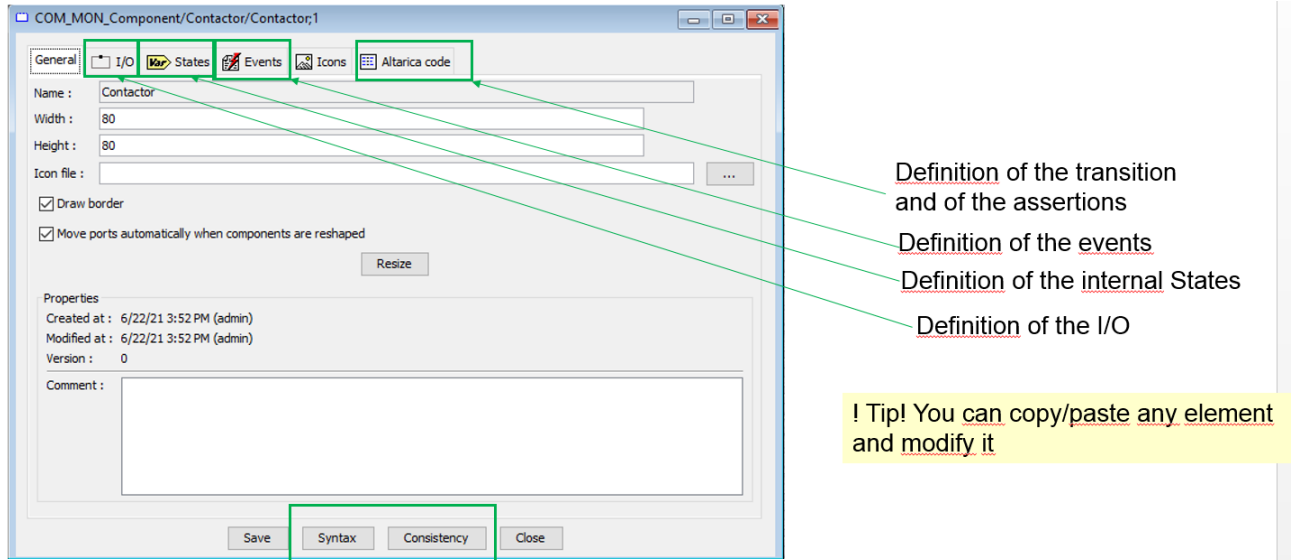 COM_MON_Component/Contactor/Contactor;1
General I/O Var States Events Icons Altarica code
Name : Contactor
Width : 80
Height : 80
Icon file : ...
Draw border
Move ports automatically when components are reshaped
Resize
Properties
Created at : 6/22/21 3:52 PM (admin)
Modified at : 6/22/21 3:52 PM (admin)
Version : 0
Comment :
Save Syntax Consistency Close
Definition of the transition
and of the assertions
Definition of the events
Definition of the internal States
Definition of the I/O
! Tip! You can copy/paste any element
and modify it